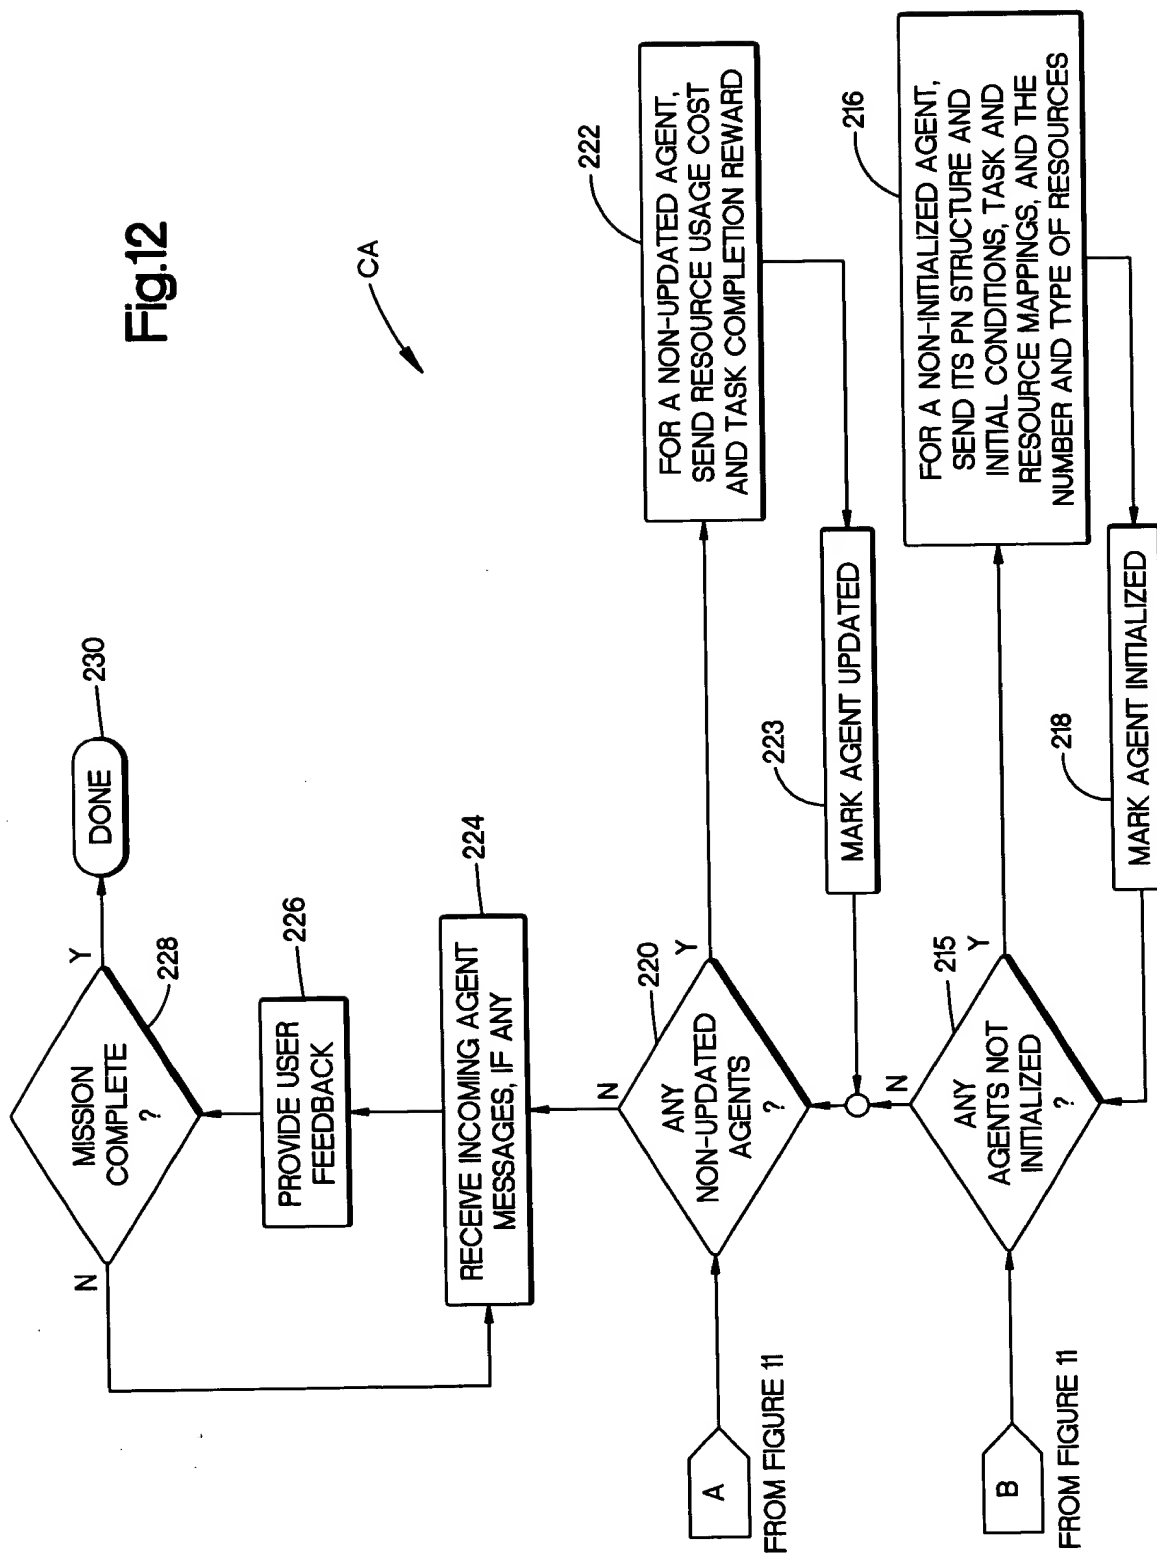 Fig.12
CA
MISSION
COMPLETE
?
N
Y
228
DONE
230
PROVIDE USER
FEEDBACK
226
RECEIVE INCOMING AGENT
MESSAGES, IF ANY
224
A
FROM FIGURE 11
ANY
NON-UPDATED
AGENTS
?
N
Y
220
FOR A NON-UPDATED AGENT,
SEND RESOURCE USAGE COST
AND TASK COMPLETION REWARD
222
MARK AGENT UPDATED
223
B
FROM FIGURE 11
ANY
AGENTS NOT
INITIALIZED
?
N
Y
215
FOR A NON-INITIALIZED AGENT,
SEND ITS PN STRUCTURE AND
INITIAL CONDITIONS, TASK AND
RESOURCE MAPPINGS, AND THE
NUMBER AND TYPE OF RESOURCES
216
MARK AGENT INITIALIZED
218